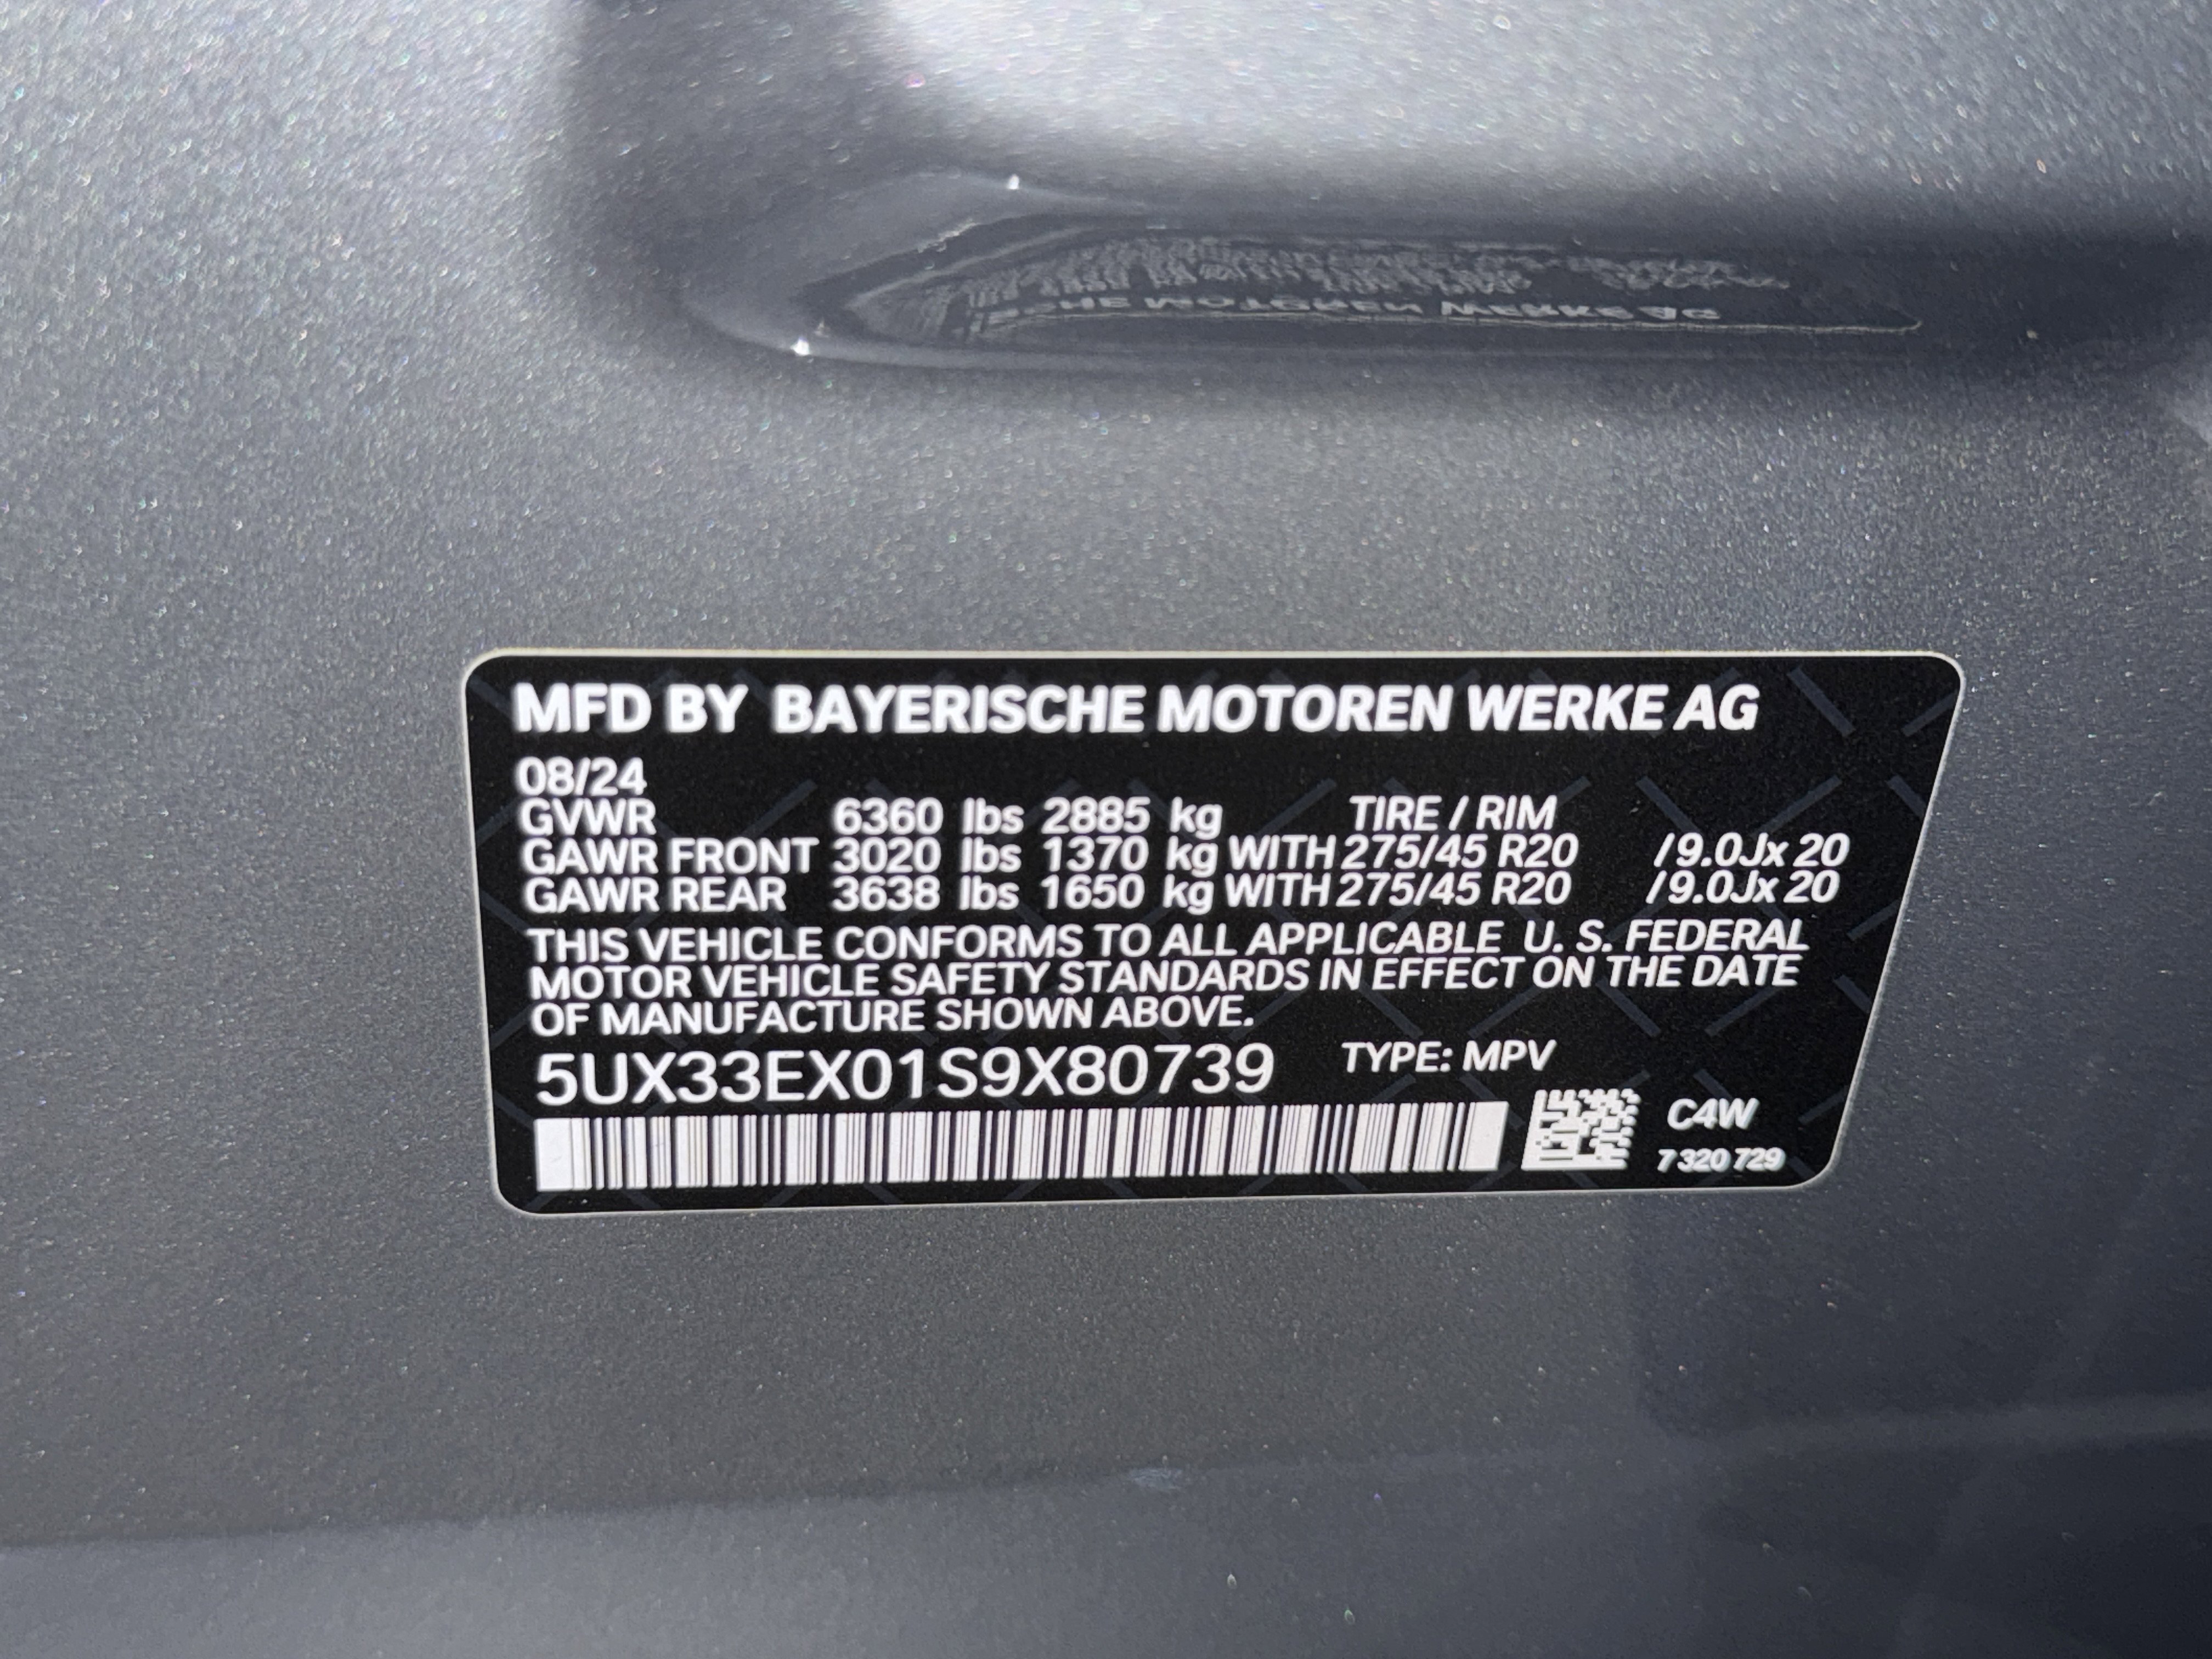 MFD BY BAYERISCHE MOTOREN WERKE AG
08/24
GVWR 6360 lbs 2885 kg TIRE / RIM
GAWR FRONT 3020 lbs 1370 kg WITH 275/45 R20 / 9.0Jx 20
GAWR REAR 3638 lbs 1650 kg WITH 275/45 R20 / 9.0Jx 20
THIS VEHICLE CONFORMS TO ALL APPLICABLE U. S. FEDERAL
MOTOR VEHICLE SAFETY STANDARDS IN EFFECT ON THE DATE
OF MANUFACTURE SHOWN ABOVE.
5UX33EX01S9X80739 TYPE: MPV
C4W
7 320 729